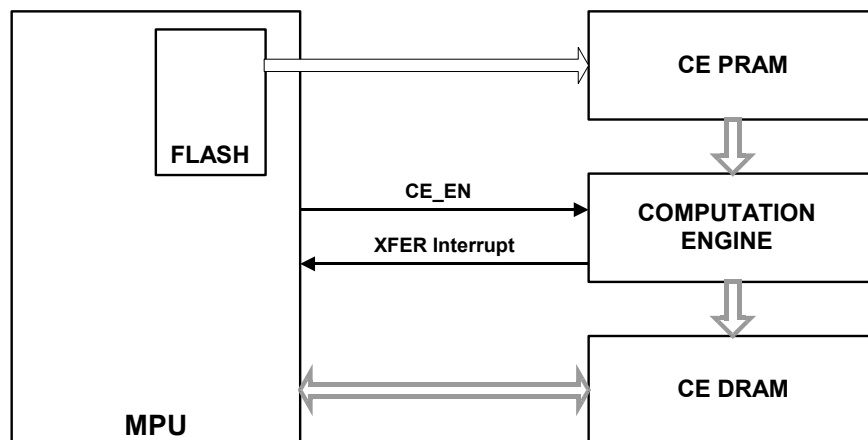 CE PRAM
FLASH
CE_EN
COMPUTATION
ENGINE
XFER Interrupt
CE DRAM
MPU